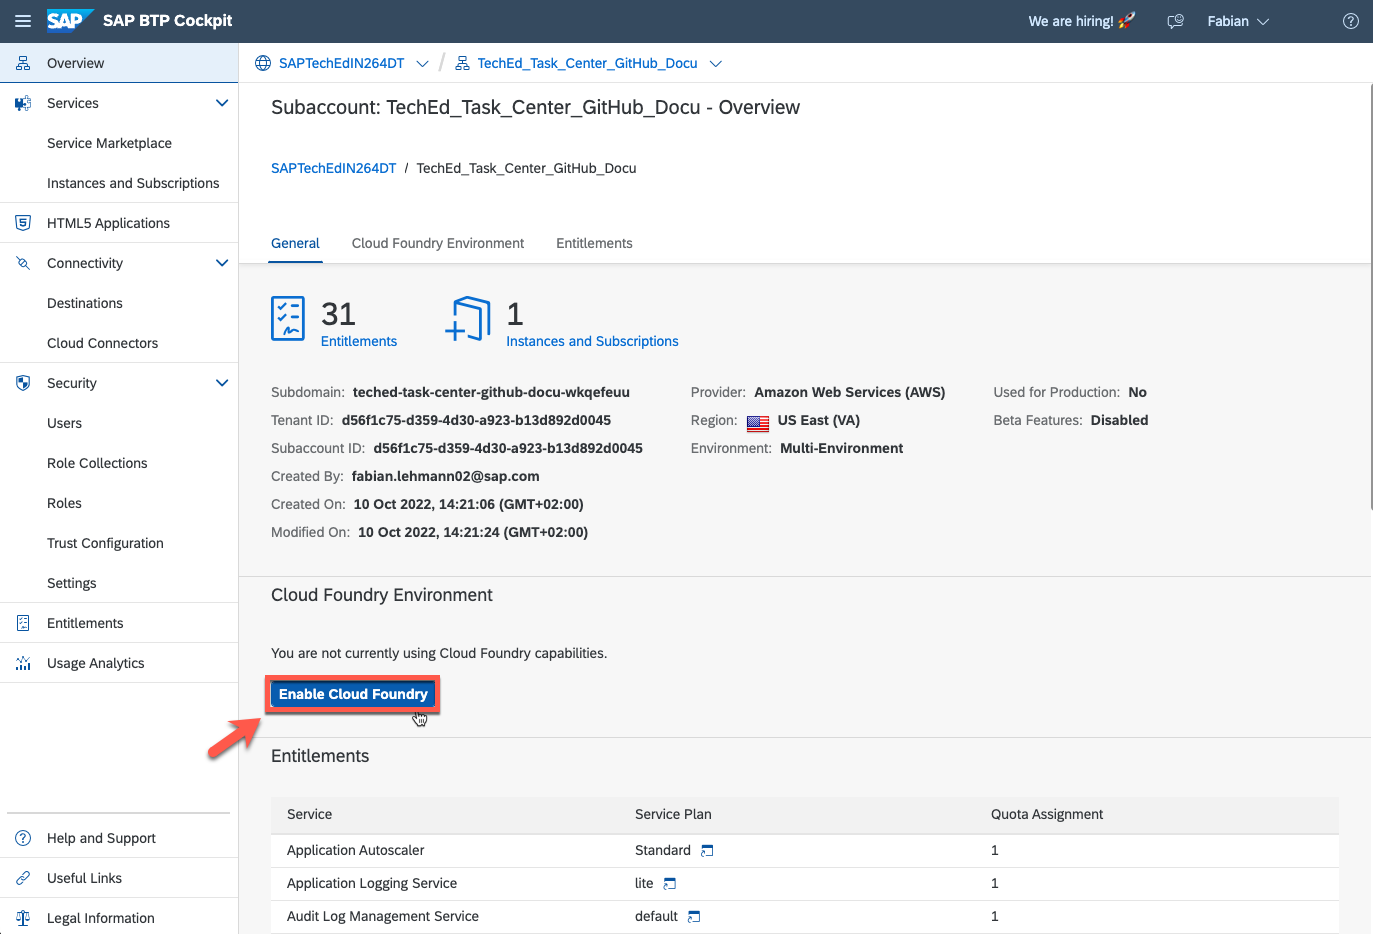 SAP SAP BTP Cockpit
We are hiring! 🚀
Fabian
Overview
Services
Service Marketplace
Instances and Subscriptions
HTML5 Applications
Connectivity
Destinations
Cloud Connectors
Security
Users
Role Collections
Roles
Trust Configuration
Settings
Entitlements
Usage Analytics
Help and Support
Useful Links
Legal Information
SAPTechEdIN264DT / TechEd_Task_Center_GitHub_Docu
Subaccount: TechEd_Task_Center_GitHub_Docu - Overview
SAPTechEdIN264DT / TechEd_Task_Center_GitHub_Docu
General Cloud Foundry Environment Entitlements
31
Entitlements
1
Instances and Subscriptions
Subdomain: teched-task-center-github-docu-wkqefeuu
Tenant ID: d56f1c75-d359-4d30-a923-b13d892d0045
Subaccount ID: d56f1c75-d359-4d30-a923-b13d892d0045
Created By: fabian.lehmann02@sap.com
Created On: 10 Oct 2022, 14:21:06 (GMT+02:00)
Modified On: 10 Oct 2022, 14:21:24 (GMT+02:00)
Provider: Amazon Web Services (AWS)
Region: US East (VA)
Environment: Multi-Environment
Used for Production: No
Beta Features: Disabled
Cloud Foundry Environment
You are not currently using Cloud Foundry capabilities.
Enable Cloud Foundry
Entitlements
Service Service Plan Quota Assignment
Application Autoscaler Standard 1
Application Logging Service lite 1
Audit Log Management Service default 1